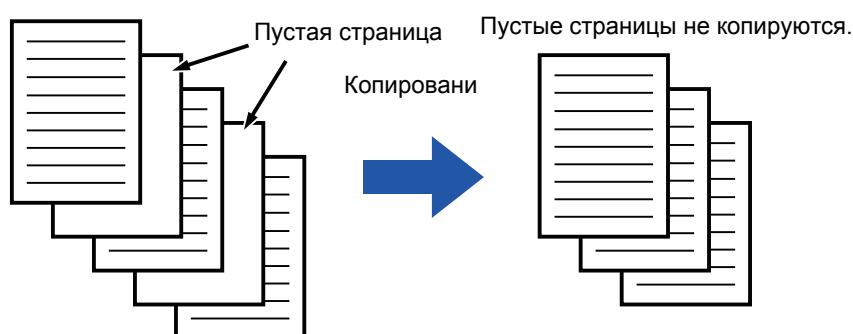 Пустая страница
Пустые страницы не копируются.
Копировани